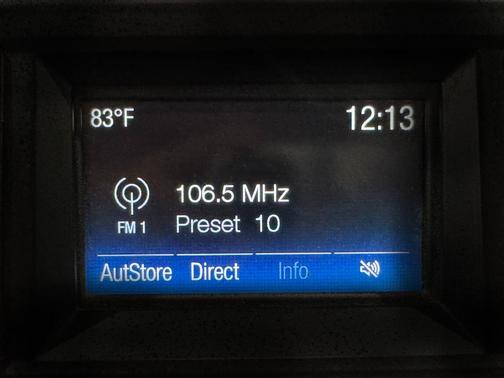 83°F 12:13
106.5 MHz
FM 1 Preset 10
AutStore Direct Info